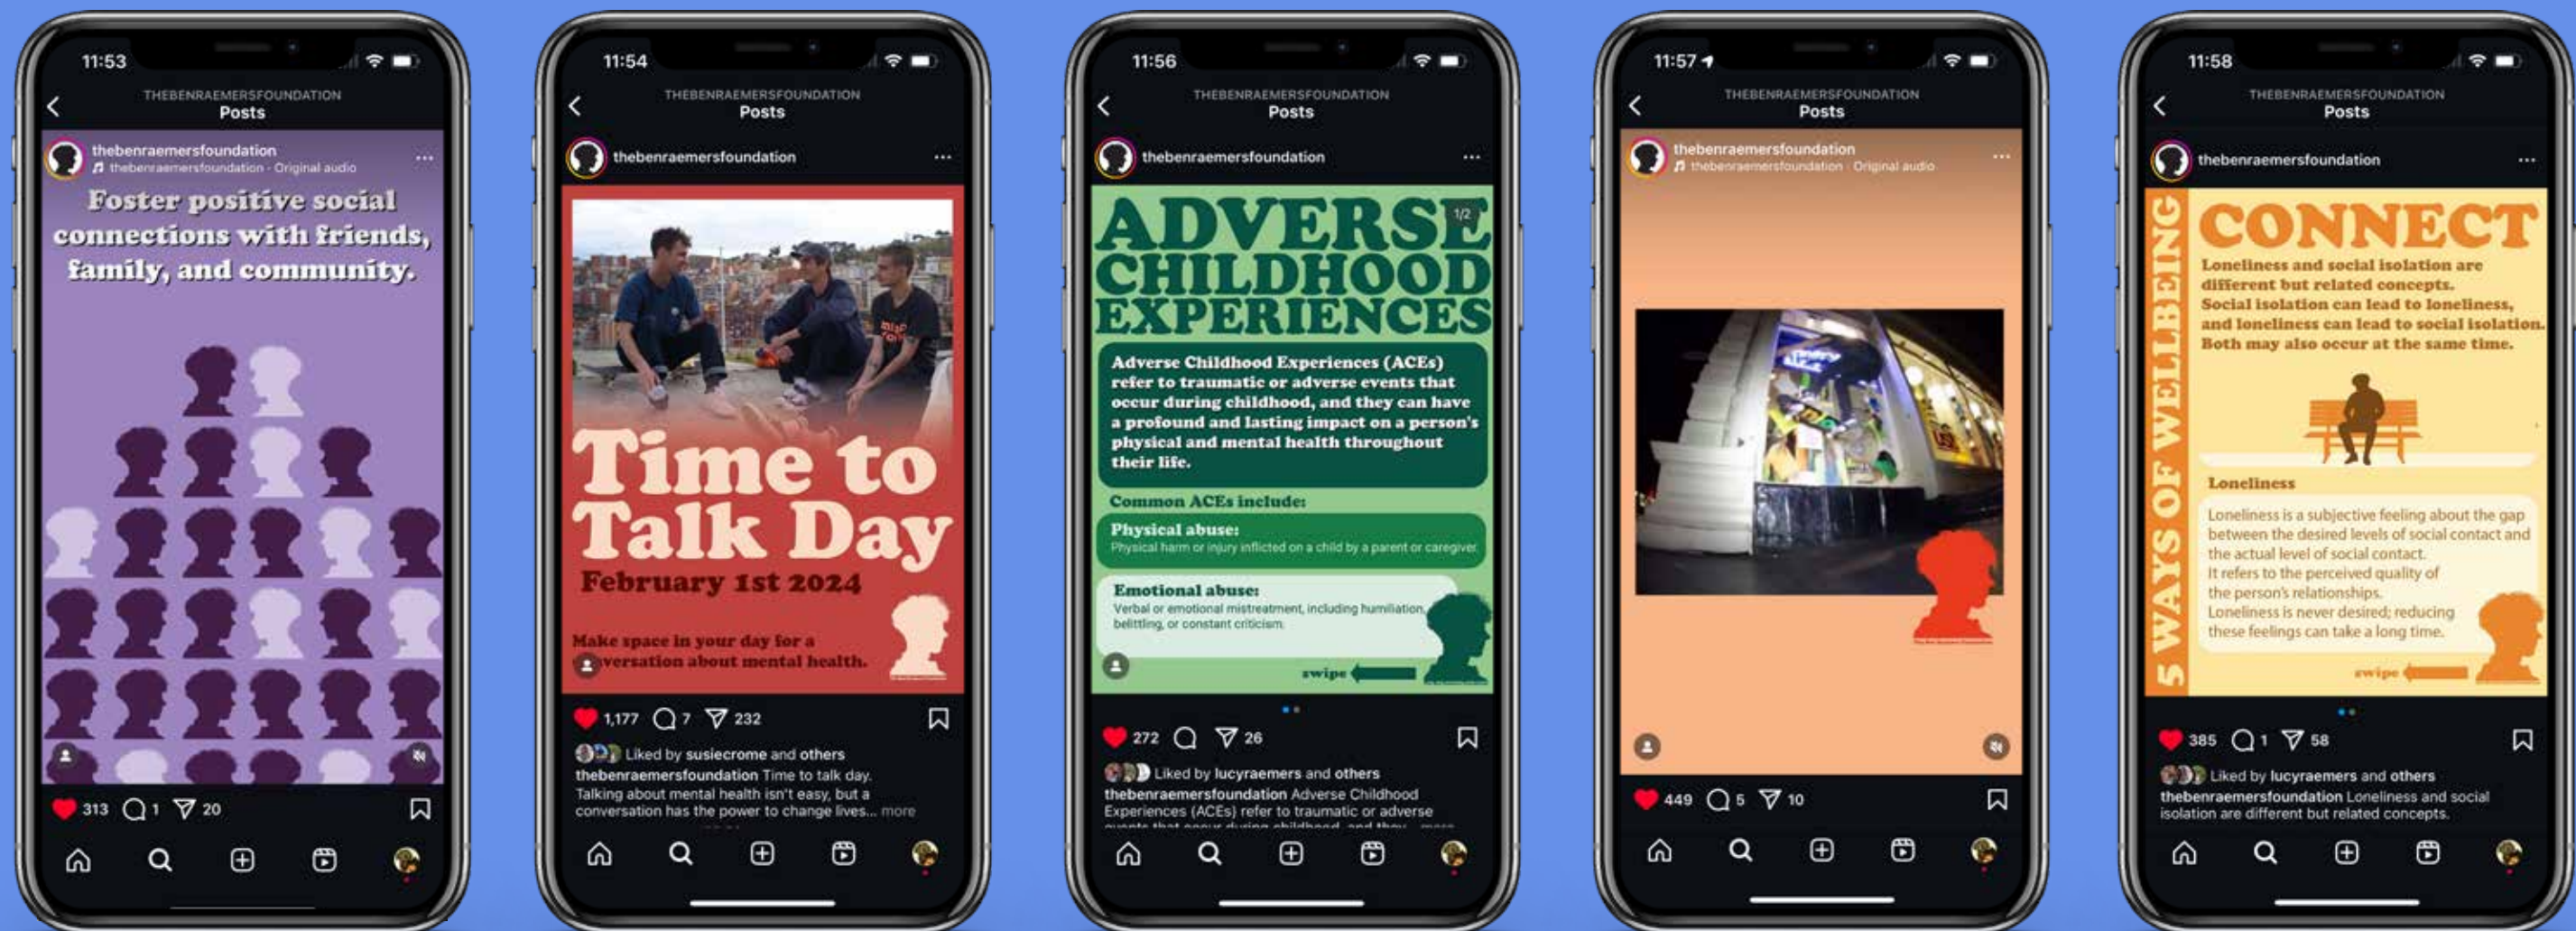 11:53
THEBENRAEMERSFOUNDATION
Posts
thebenraemersfoundation
thebenraemersfoundation · Original audio
Foster positive social
connections with friends,
family, and community.
313 1 20
11:54
THEBENRAEMERSFOUNDATION
Posts
thebenraemersfoundation
Time to
Talk Day
February 1st 2024
Make space in your day for a
versation about mental health.
1,177 7 232
Liked by susiecrome and others
thebenraemersfoundation Time to talk day.
Talking about mental health isn't easy, but a
conversation has the power to change lives... more
11:56
THEBENRAEMERSFOUNDATION
Posts
thebenraemersfoundation
1/2
ADVERSE
CHILDHOOD
EXPERIENCES
Adverse Childhood Experiences (ACEs)
refer to traumatic or adverse events that
occur during childhood, and they can have
a profound and lasting impact on a person's
physical and mental health throughout
their life.
Common ACEs include:
Physical abuse:
Physical harm or injury inflicted on a child by a parent or caregiver.
Emotional abuse:
Verbal or emotional mistreatment, including humiliation,
belittling, or constant criticism.
swipe
272 26
Liked by lucyraemers and others
thebenraemersfoundation Adverse Childhood
Experiences (ACEs) refer to traumatic or adverse
events that occur during childhood, and they... more
11:57
THEBENRAEMERSFOUNDATION
Posts
thebenraemersfoundation
thebenraemersfoundation · Original audio
449 5 10
11:58
THEBENRAEMERSFOUNDATION
Posts
thebenraemersfoundation
5 WAYS OF WELLBEING
CONNECT
Loneliness and social isolation are
different but related concepts.
Social isolation can lead to loneliness,
and loneliness can lead to social isolation.
Both may also occur at the same time.
Loneliness
Loneliness is a subjective feeling about the gap
between the desired levels of social contact and
the actual level of social contact.
It refers to the perceived quality of
the person's relationships.
Loneliness is never desired; reducing
these feelings can take a long time.
swipe
385 1 58
Liked by lucyraemers and others
thebenraemersfoundation Loneliness and social
isolation are different but related concepts.